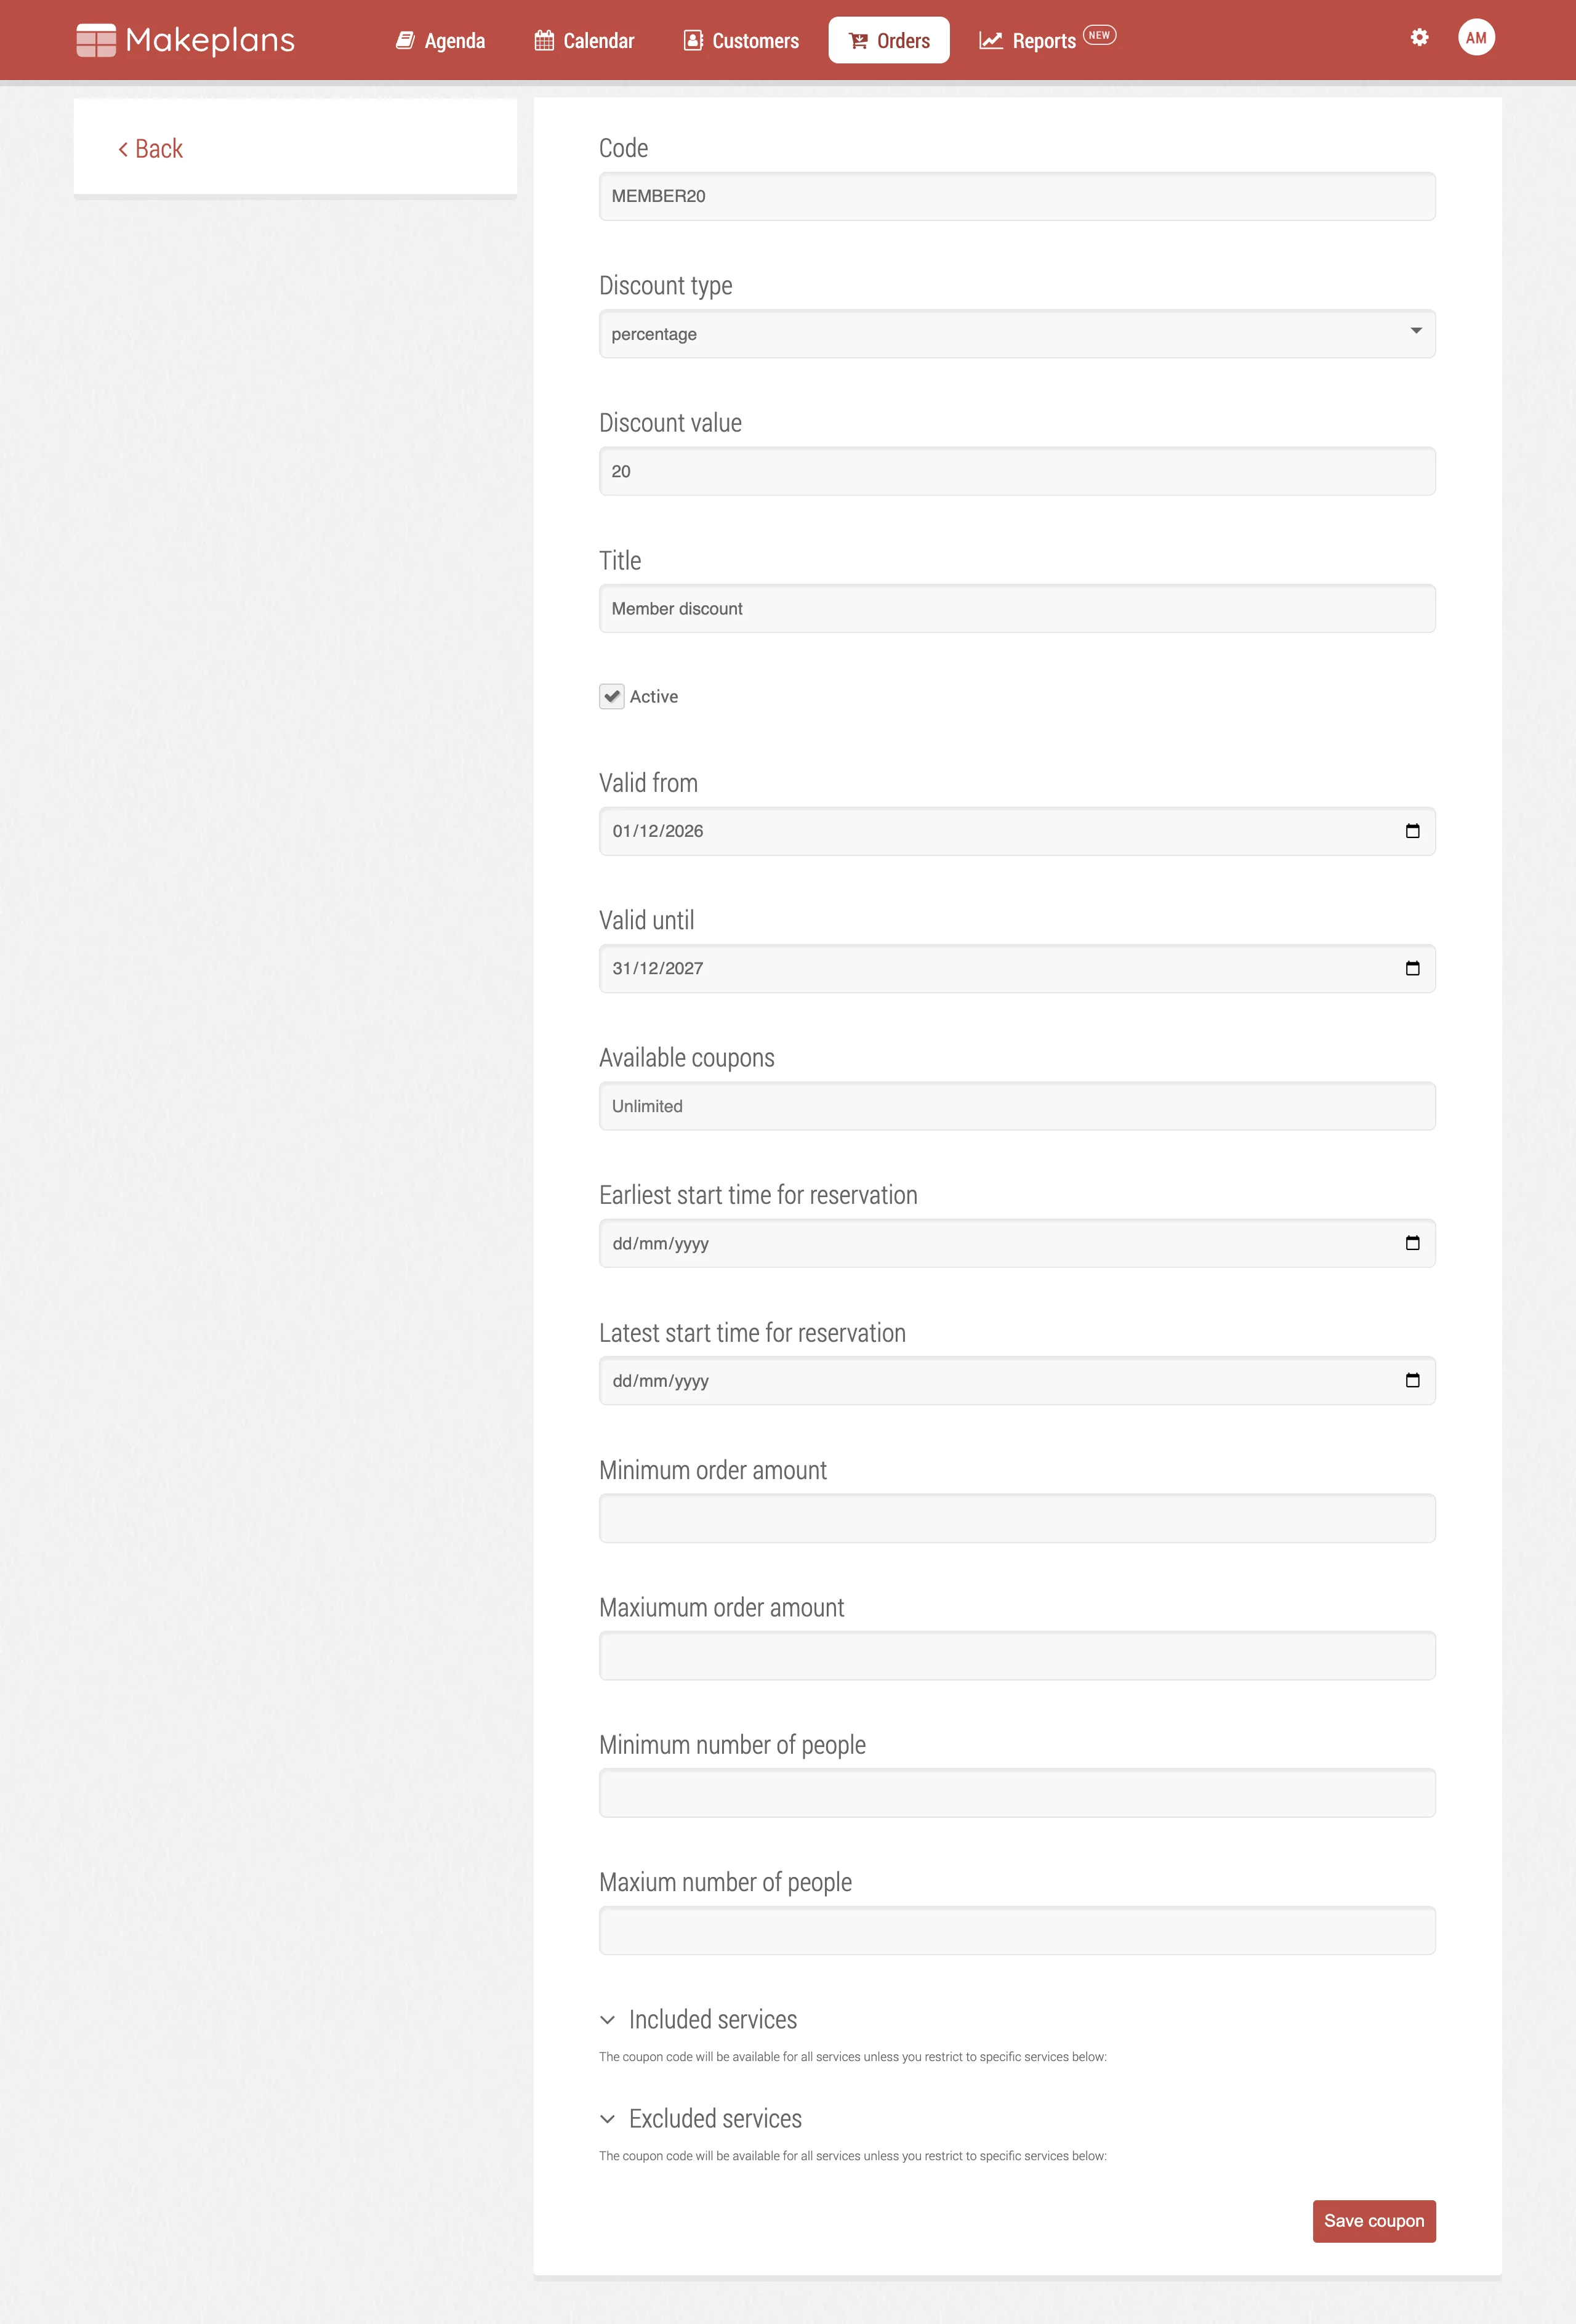 Makeplans
Agenda
Calendar
Customers
Orders
Reports NEW
AM
Back
Code
MEMBER20
Discount type
percentage
Discount value
20
Title
Member discount
Active
Valid from
01/12/2026
Valid until
31/12/2027
Available coupons
Unlimited
Earliest start time for reservation
dd/mm/yyyy
Latest start time for reservation
dd/mm/yyyy
Minimum order amount
Maxiumum order amount
Minimum number of people
Maxium number of people
Included services
The coupon code will be available for all services unless you restrict to specific services below:
Excluded services
The coupon code will be available for all services unless you restrict to specific services below:
Save coupon